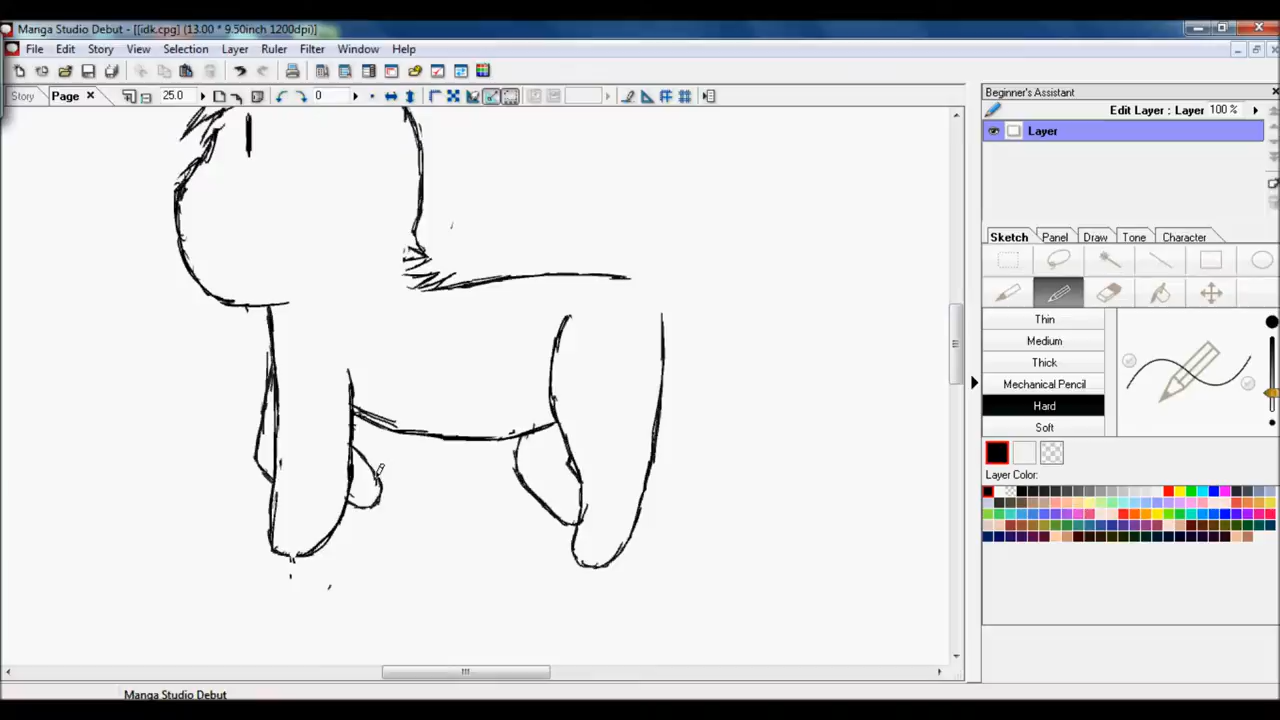 Manga Studio Debut - [[idk.cpg] (13.00 * 9.50inch 1200dpi)]
File Edit Story View Selection Layer Ruler Filter Window Help
Story Page 25.0 0
Beginner's Assistant
Edit Layer : Layer 100 %
Layer
Sketch Panel Draw Tone Character
Thin
Medium
Thick
Mechanical Pencil
Hard
Soft
Layer Color:
Manga Studio Debut